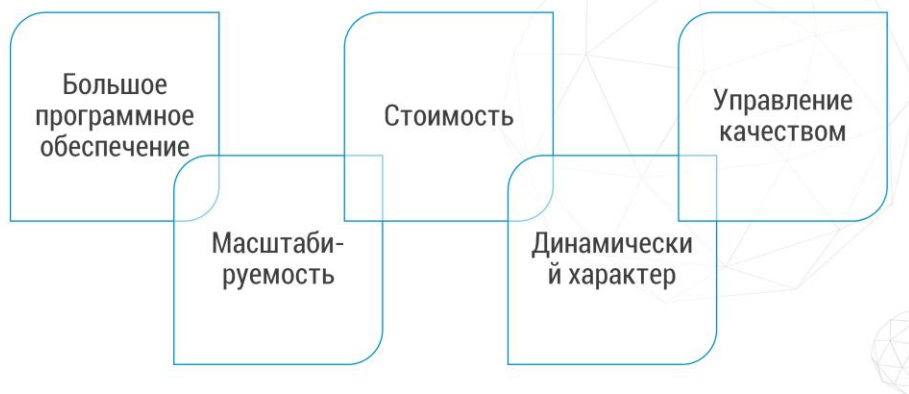 Большое
программное
обеспечение
Масштаби-
руемость
Стоимость
Динамически
й характер
Управление
качеством